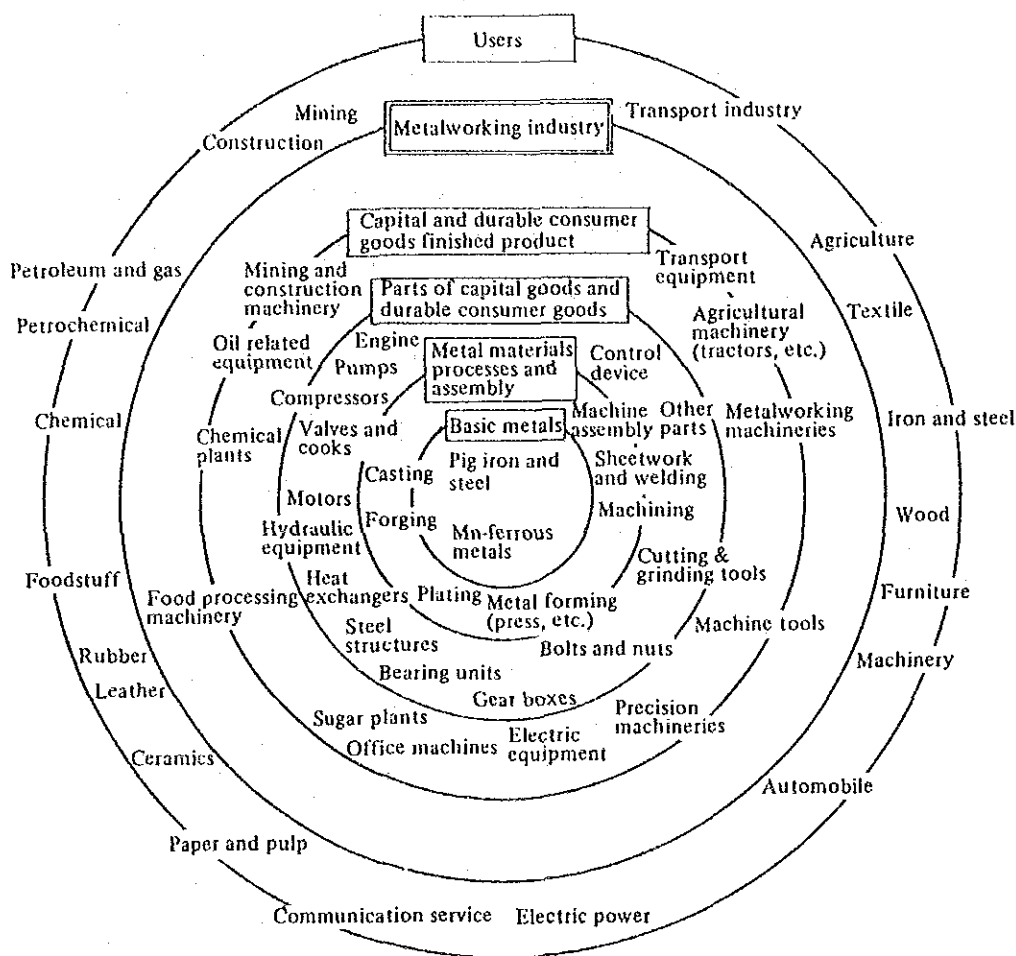 Users
Mining
Transport industry
Metalworking industry
Construction
Capital and durable consumer
goods finished product
Agriculture
Petroleum and gas
Mining and
construction
machinery
Transport
equipment
Parts of capital goods and
durable consumer goods
Petrochemical
Textile
Oil related
equipment
Agricultural
machinery
(tractors, etc.)
Engine
Pumps
Metal materials
processes and
assembly
Control
device
Compressors
Chemical
Chemical
plants
Valves and
cooks
Basic metals
Machine
assembly
Other
parts
Metalworking
machineries
Iron and steel
Casting
Pig iron and
steel
Sheetwork
and welding
Motors
Forging
Machining
Wood
Hydraulic
equipment
Mn-ferrous
metals
Cutting &
grinding tools
Foodstuff
Food processing
machinery
Heat
exchangers
Plating
Metal forming
(press, etc.)
Furniture
Steel
structures
Bolts and nuts
Machine tools
Rubber
Leather
Bearing units
Machinery
Gear boxes
Precision
machineries
Sugar plants
Office machines
Electric
equipment
Ceramics
Automobile
Paper and pulp
Communication service
Electric power